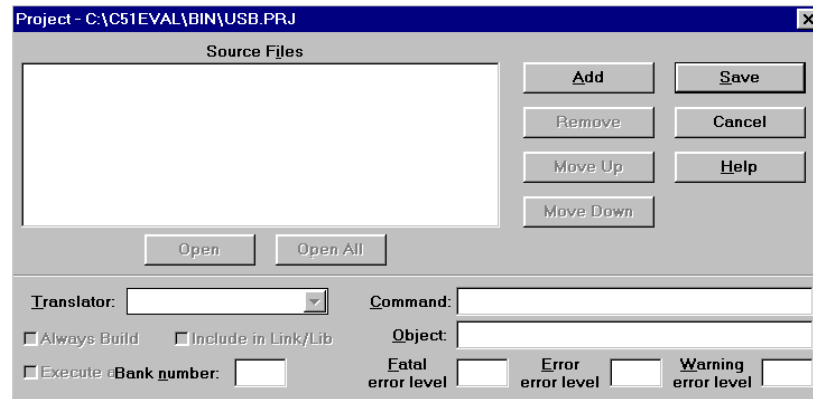 Project - C:\C51EVAL\BIN\USB.PRJ
Source Files
Add
Save
Remove
Cancel
Move Up
Help
Move Down
Open
Open All
Translator:
Command:
Always Build
Include in Link/Lib
Object:
Execute
Bank number:
Fatal error level
Error error level
Warning error level